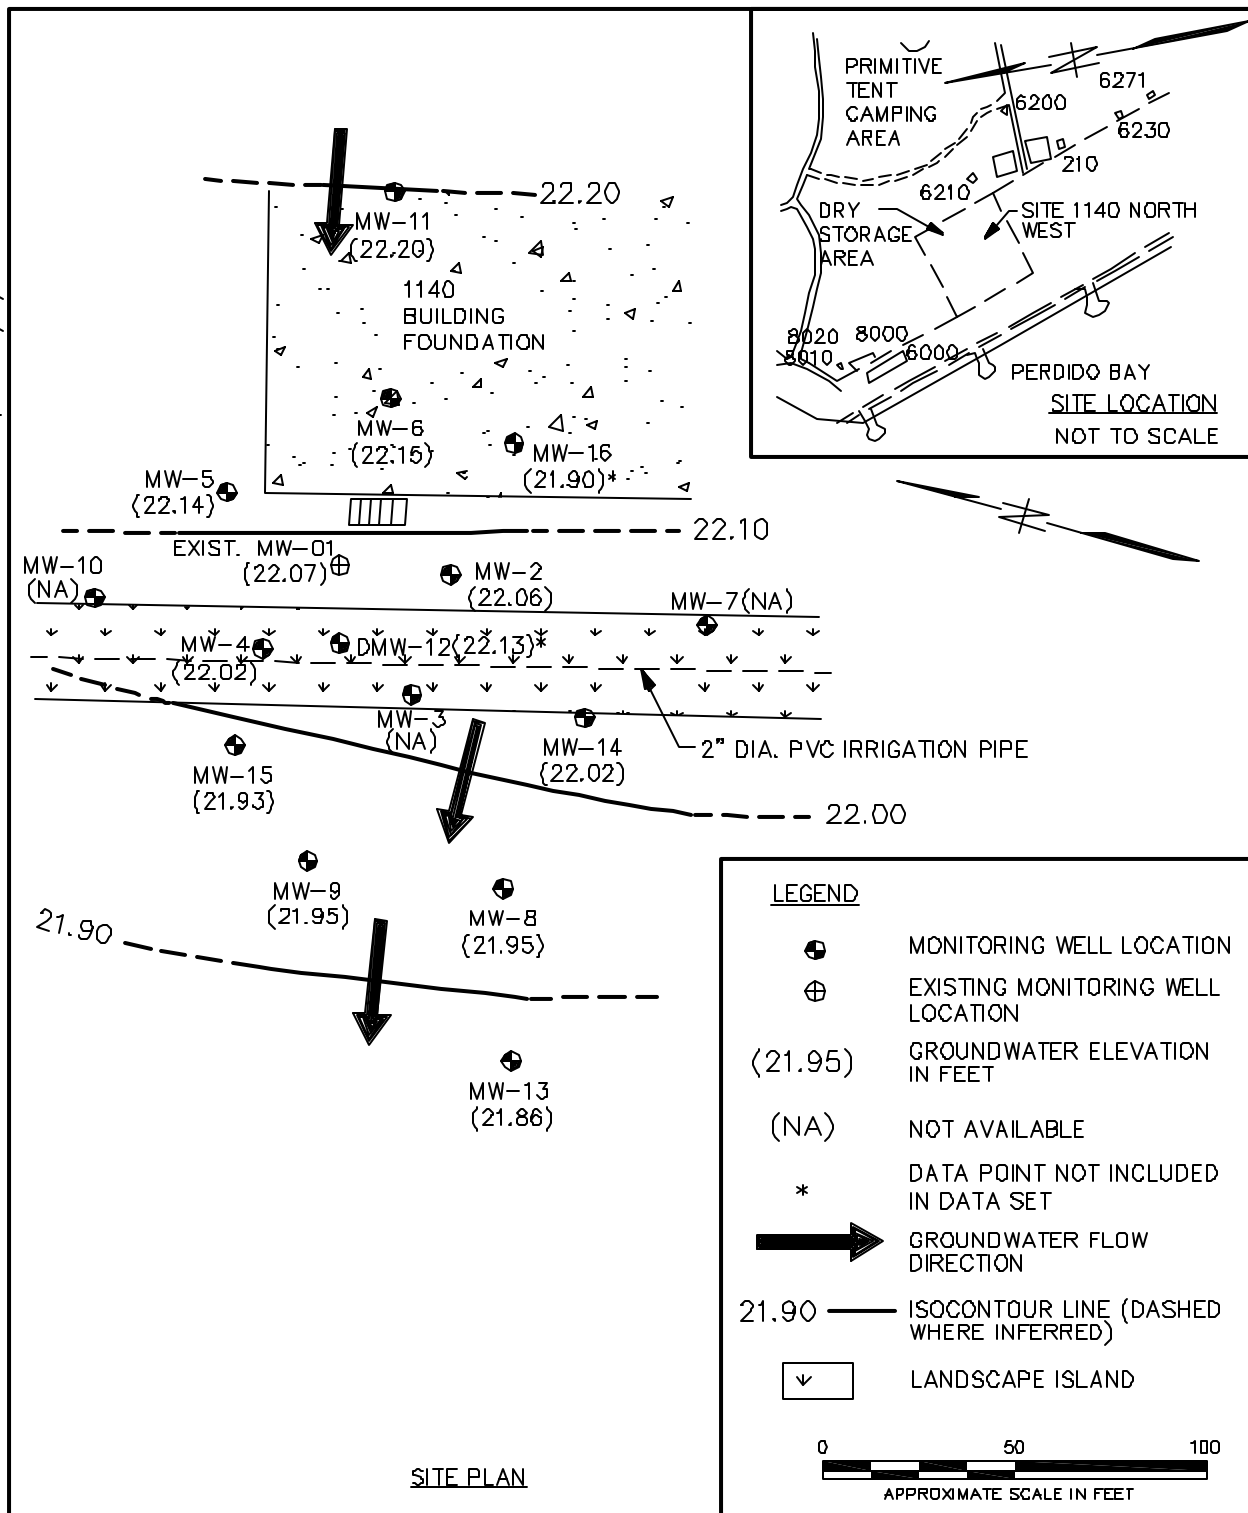 PRIMITIVE
TENT
CAMPING
AREA
6271
6200
6230
210
6210
DRY
STORAGE
AREA
SITE 1140 NORTH
WEST
8020
8000
8010
6000
PERDIDO BAY
SITE LOCATION
NOT TO SCALE
22.20
MW-11
(22.20)
1140
BUILDING
FOUNDATION
MW-6
(22.15)
MW-16
(21.90)*
MW-5
(22.14)
22.10
EXIST. MW-01
(22.07)
MW-10
(NA)
MW-2
(22.06)
MW-7(NA)
MW-4
(22.02)
DMW-12(22.13)*
MW-3
(NA)
MW-14
(22.02)
2" DIA. PVC IRRIGATION PIPE
MW-15
(21.93)
22.00
MW-9
(21.95)
MW-8
(21.95)
21.90
MW-13
(21.86)
SITE PLAN
LEGEND
MONITORING WELL LOCATION
EXISTING MONITORING WELL
LOCATION
(21.95)
GROUNDWATER ELEVATION
IN FEET
(NA)
NOT AVAILABLE
*
DATA POINT NOT INCLUDED
IN DATA SET
GROUNDWATER FLOW
DIRECTION
21.90
ISOCONTOUR LINE (DASHED
WHERE INFERRED)
LANDSCAPE ISLAND
0 50 100
APPROXIMATE SCALE IN FEET